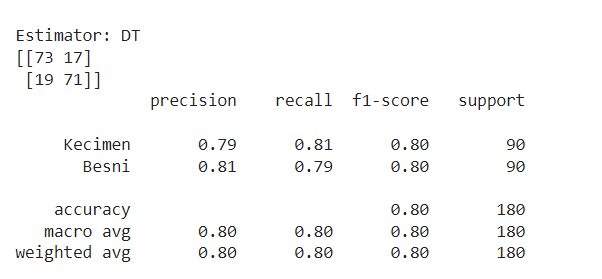 Estimator: DT
[[73 17]
 [19 71]]
              precision    recall  f1-score   support

     Kecimen       0.79      0.81      0.80        90
       Besni       0.81      0.79      0.80        90

    accuracy                           0.80       180
   macro avg       0.80      0.80      0.80       180
weighted avg       0.80      0.80      0.80       180